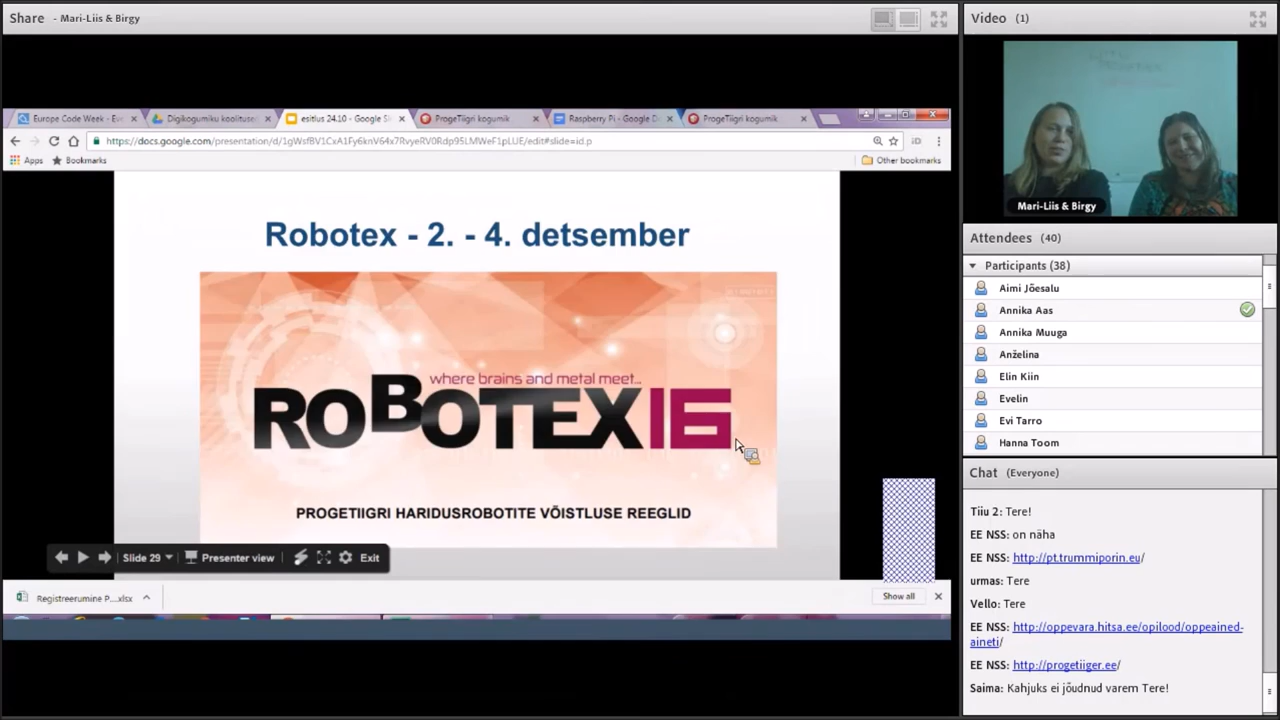 Share - Mari-Liis & Birgy
Europe Code Week - Eve
Digikogumiku koolitused
esitlus 24.10 - Google Sl
ProgeTiigri kogumik
Raspberry Pi - Google D
ProgeTiigri kogumik
https://docs.google.com/presentation/d/1gWsfBV1CxA1Fy6knV64x7RvyeRV0Rdp95LMWeF1pLUE/edit#slide=id.p
Apps
Bookmarks
Other bookmarks
Robotex - 2. - 4. detsember
where brains and metal meet...
ROBOTEX16
PROGETIIGRI HARIDUSROBOTITE VÕISTLUSE REEGLID
Slide 29
Presenter view
Exit
Registreerumine P....xlsx
Show all
Video (1)
Mari-Liis & Birgy
Attendees (40)
Participants (38)
Aimi Jõesalu
Annika Aas
Annika Muuga
Anželina
Elin Kiin
Evelin
Evi Tarro
Hanna Toom
Chat (Everyone)
Tiiu 2: Tere!
EE NSS: on näha
EE NSS: http://pt.trummiporin.eu/
urmas: Tere
Vello: Tere
EE NSS: http://oppevara.hitsa.ee/opilood/oppeained-
aineti/
EE NSS: http://progetiiger.ee/
Saima: Kahjuks ei jõudnud varem Tere!